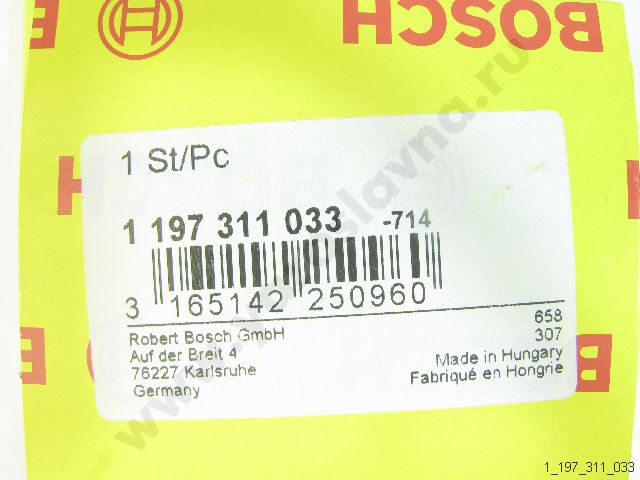 BOSCH
1 St/Pc
1 197 311 033 -714
3 165142 250960
Robert Bosch GmbH
Auf der Breit 4
76227 Karlsruhe
Germany
658
307
Made in Hungary
Fabriqué en Hongrie
1_197_311_033